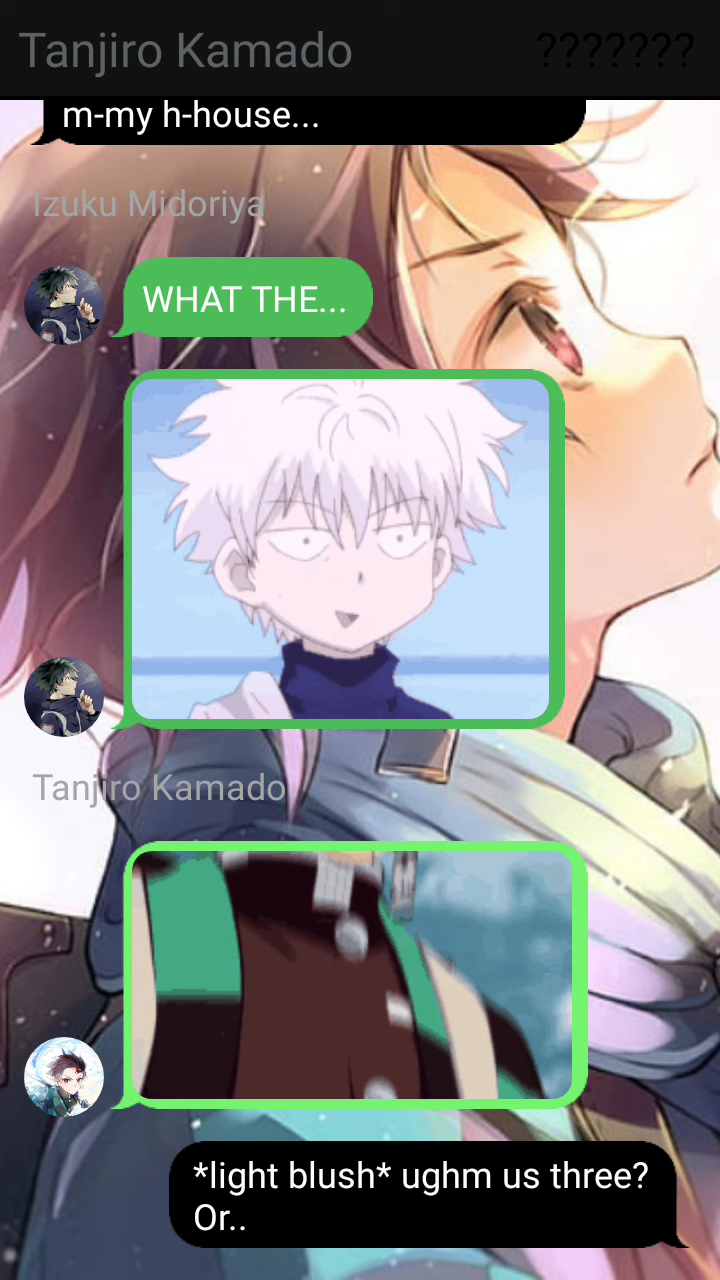 Tanjiro Kamado ???????
m-my h-house...
Izuku Midoriya
WHAT THE...
Tanjiro Kamado
*light blush* ughm us three?
Or..